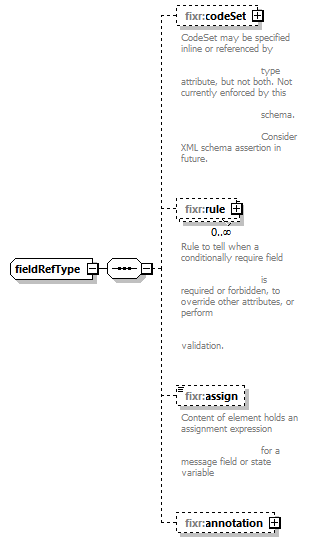 fixr:codeSet
CodeSet may be specified
inline or referenced by
type
attribute, but not both. Not
currently enforced by this
schema.
Consider
XML schema assertion in
future.
fixr:rule
0..∞
Rule to tell when a
conditionally require field
is
required or forbidden, to
override other attributes, or
perform
validation.
fieldRefType
fixr:assign
Content of element holds an
assignment expression
for a
message field or state
variable
fixr:annotation